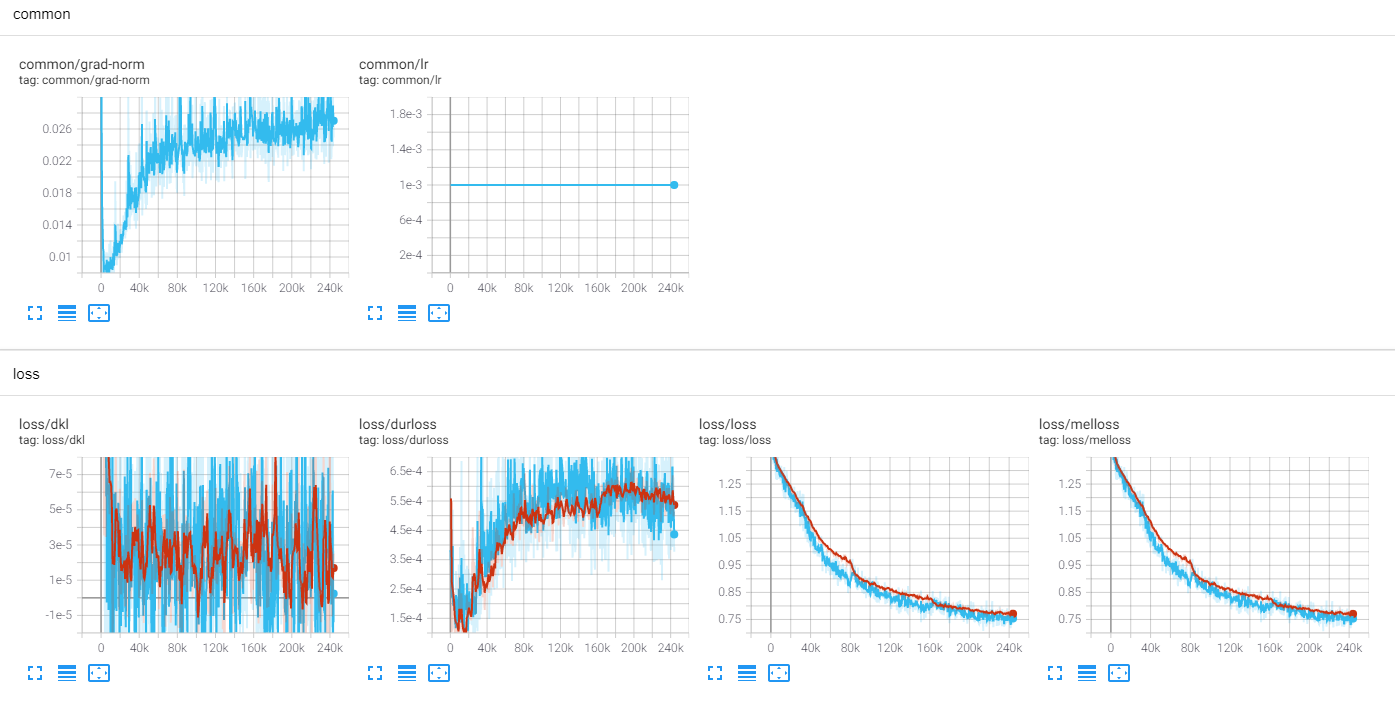 common
common/grad-norm
tag: common/grad-norm
0.026
0.022
0.018
0.014
0.01
0 40k 80k 120k 160k 200k 240k
common/lr
tag: common/lr
1.8e-3
1.4e-3
1e-3
6e-4
2e-4
0 40k 80k 120k 160k 200k 240k
loss
loss/dkl
tag: loss/dkl
7e-5
5e-5
3e-5
1e-5
-1e-5
0 40k 80k 120k 160k 200k 240k
loss/durloss
tag: loss/durloss
6.5e-4
5.5e-4
4.5e-4
3.5e-4
2.5e-4
1.5e-4
0 40k 80k 120k 160k 200k 240k
loss/loss
tag: loss/loss
1.25
1.15
1.05
0.95
0.85
0.75
0 40k 80k 120k 160k 200k 240k
loss/melloss
tag: loss/melloss
1.25
1.15
1.05
0.95
0.85
0.75
0 40k 80k 120k 160k 200k 240k